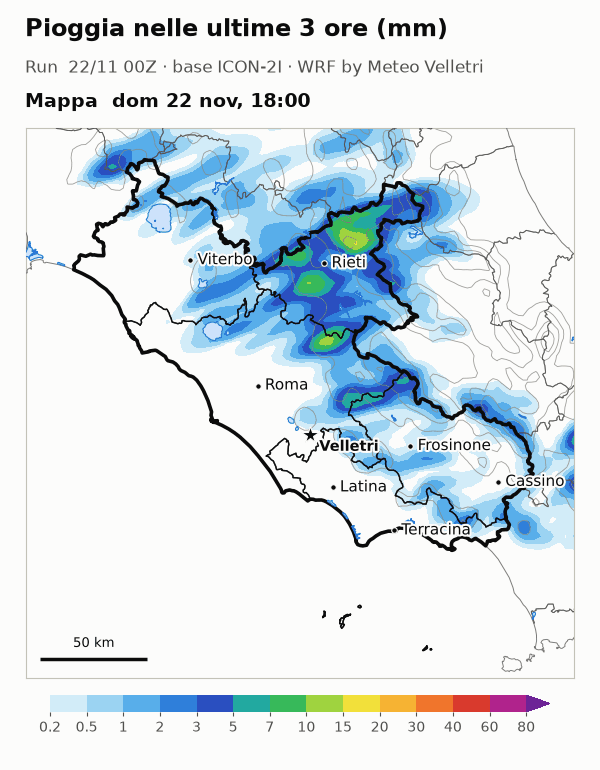 Pioggia nelle ultime 3 ore (mm)
Run  22/11 00Z · base ICON-2I · WRF by Meteo Velletri
Mappa  dom 22 nov, 18:00
Viterbo
Rieti
Roma
Velletri
Frosinone
Cassino
Latina
Terracina
50 km
0.2 0.5 1 2 3 5 7 10 15 20 30 40 60 80